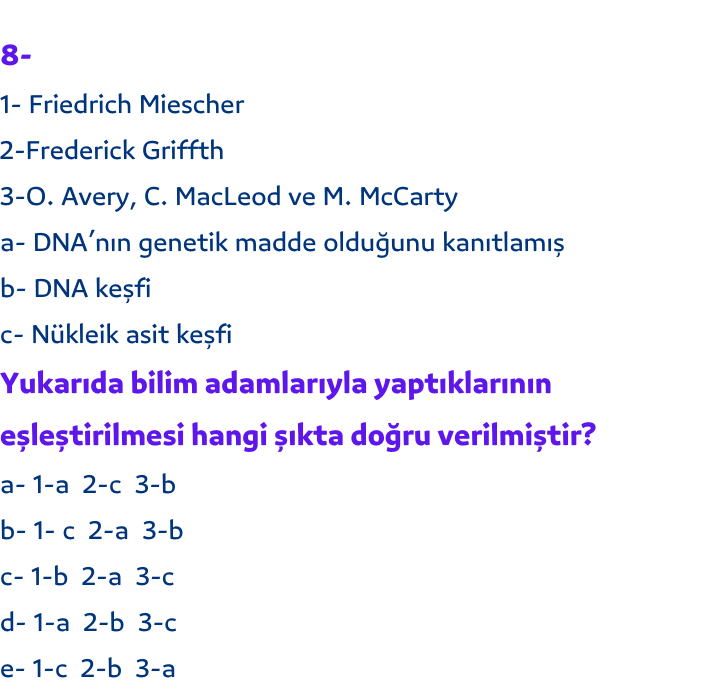 8-
1- Friedrich Miescher
2-Frederick Griffth
3-O. Avery, C. MacLeod ve M. McCarty
a- DNA’nın genetik madde olduğunu kanıtlamış
b- DNA keşfi
c- Nükleik asit keşfi
Yukarıda bilim adamlarıyla yaptıklarının
eşleştirilmesi hangi şıkta doğru verilmiştir?
a- 1-a 2-c 3-b
b- 1- c 2-a 3-b
c- 1-b 2-a 3-c
d- 1-a 2-b 3-c
e- 1-c 2-b 3-a